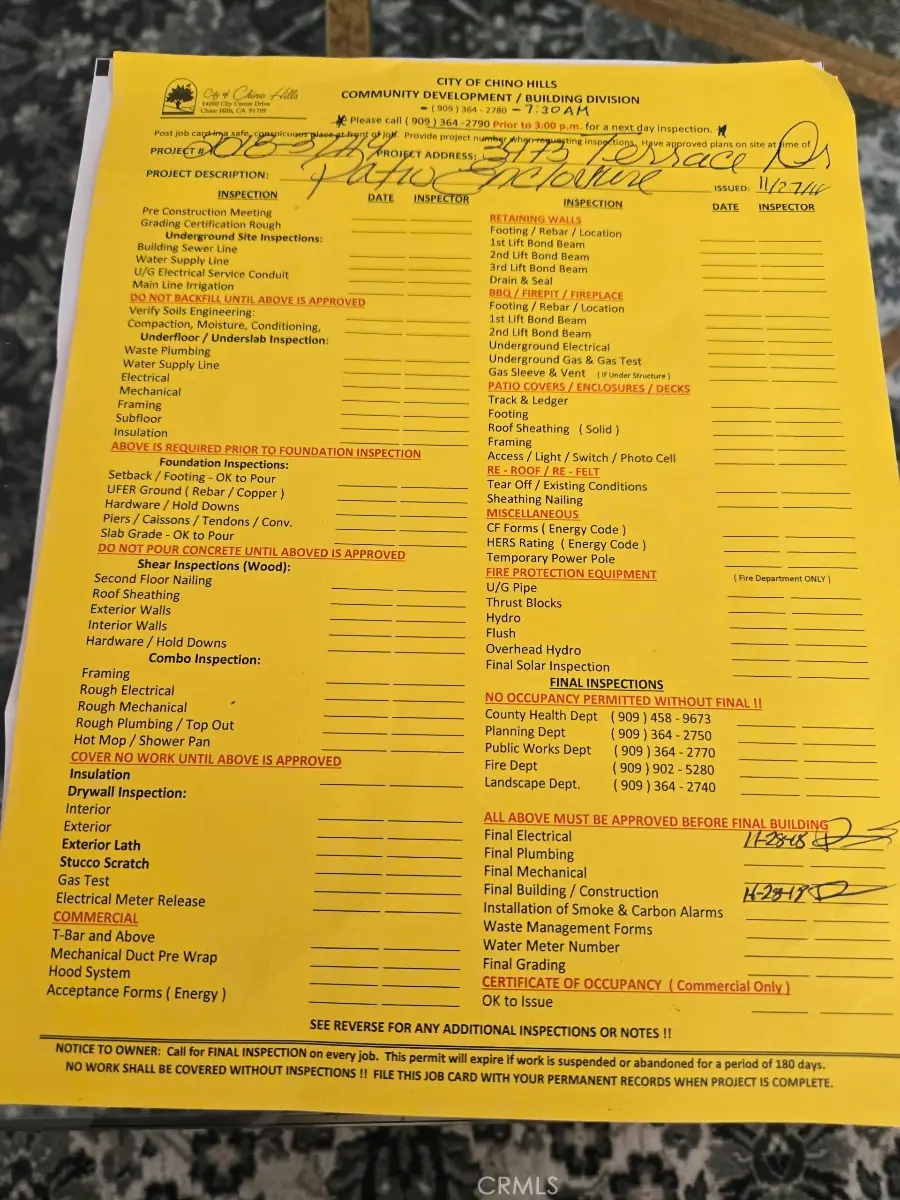 City of Chino Hills
14000 City Center Drive
Chino Hills, CA 91709
CITY OF CHINO HILLS
COMMUNITY DEVELOPMENT / BUILDING DIVISION
- ( 909 ) 364 - 2780 - 7:30AM
Please call ( 909 ) 364 -2790 Prior to 3:00 p.m. for a next day inspection.
Post job card in a safe, conspicuous place at front of job. Provide project number when requesting inspections. Have approved plans on site at time of
PROJECT # PROJECT ADDRESS: Terrace Dr
PROJECT DESCRIPTION: Patio Enclosure ISSUED:
INSPECTION DATE INSPECTOR
Pre Construction Meeting
Grading Certification Rough
Underground Site Inspections:
Building Sewer Line
Water Supply Line
U/G Electrical Service Conduit
Main Line Irrigation
DO NOT BACKFILL UNTIL ABOVE IS APPROVED
Verify Soils Engineering:
Compaction, Moisture, Conditioning,
Underfloor / Underslab Inspection:
Waste Plumbing
Water Supply Line
Electrical
Mechanical
Framing
Subfloor
Insulation
ABOVE IS REQUIRED PRIOR TO FOUNDATION INSPECTION
Foundation Inspections:
Setback / Footing - OK to Pour
UFER Ground ( Rebar / Copper )
Hardware / Hold Downs
Piers / Caissons / Tendons / Conv.
Slab Grade - OK to Pour
DO NOT POUR CONCRETE UNTIL ABOVED IS APPROVED
Shear Inspections (Wood):
Second Floor Nailing
Roof Sheathing
Exterior Walls
Interior Walls
Hardware / Hold Downs
Combo Inspection:
Framing
Rough Electrical
Rough Mechanical
Rough Plumbing / Top Out
Hot Mop / Shower Pan
COVER NO WORK UNTIL ABOVE IS APPROVED
Insulation
Drywall Inspection:
Interior
Exterior
Exterior Lath
Stucco Scratch
Gas Test
Electrical Meter Release
COMMERCIAL
T-Bar and Above
Mechanical Duct Pre Wrap
Hood System
Acceptance Forms ( Energy )
INSPECTION DATE INSPECTOR
RETAINING WALLS
Footing / Rebar / Location
1st Lift Bond Beam
2nd Lift Bond Beam
3rd Lift Bond Beam
Drain & Seal
BBQ / FIREPIT / FIREPLACE
Footing / Rebar / Location
1st Lift Bond Beam
2nd Lift Bond Beam
Underground Electrical
Underground Gas & Gas Test
Gas Sleeve & Vent ( If Under Structure )
PATIO COVERS / ENCLOSURES / DECKS
Track & Ledger
Footing
Roof Sheathing ( Solid )
Framing
Access / Light / Switch / Photo Cell
RE - ROOF / RE - FELT
Tear Off / Existing Conditions
Sheathing Nailing
MISCELLANEOUS
CF Forms ( Energy Code )
HERS Rating ( Energy Code )
Temporary Power Pole
FIRE PROTECTION EQUIPMENT ( Fire Department ONLY )
U/G Pipe
Thrust Blocks
Hydro
Flush
Overhead Hydro
Final Solar Inspection
FINAL INSPECTIONS
NO OCCUPANCY PERMITTED WITHOUT FINAL !!
County Health Dept ( 909 ) 458 - 9673
Planning Dept ( 909 ) 364 - 2750
Public Works Dept ( 909 ) 364 - 2770
Fire Dept ( 909 ) 902 - 5280
Landscape Dept. ( 909 ) 364 - 2740
ALL ABOVE MUST BE APPROVED BEFORE FINAL BUILDING
Final Electrical 11-28-18
Final Plumbing
Final Mechanical
Final Building / Construction 11-28-18
Installation of Smoke & Carbon Alarms
Waste Management Forms
Water Meter Number
Final Grading
CERTIFICATE OF OCCUPANCY ( Commercial Only )
OK to Issue
SEE REVERSE FOR ANY ADDITIONAL INSPECTIONS OR NOTES !!
NOTICE TO OWNER: Call for FINAL INSPECTION on every job. This permit will expire if work is suspended or abandoned for a period of 180 days.
NO WORK SHALL BE COVERED WITHOUT INSPECTIONS !! FILE THIS JOB CARD WITH YOUR PERMANENT RECORDS WHEN PROJECT IS COMPLETE.
CRMLS